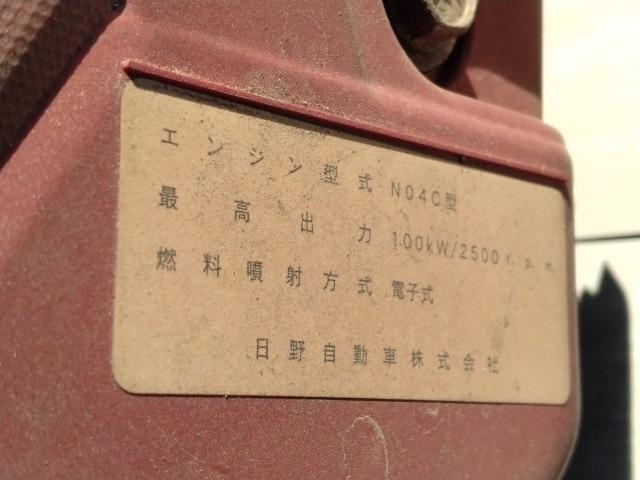 エンジン型式 N04C型
最高出力 100kW/2500r.p.m.
燃料噴射方式 電子式
日野自動車株式会社